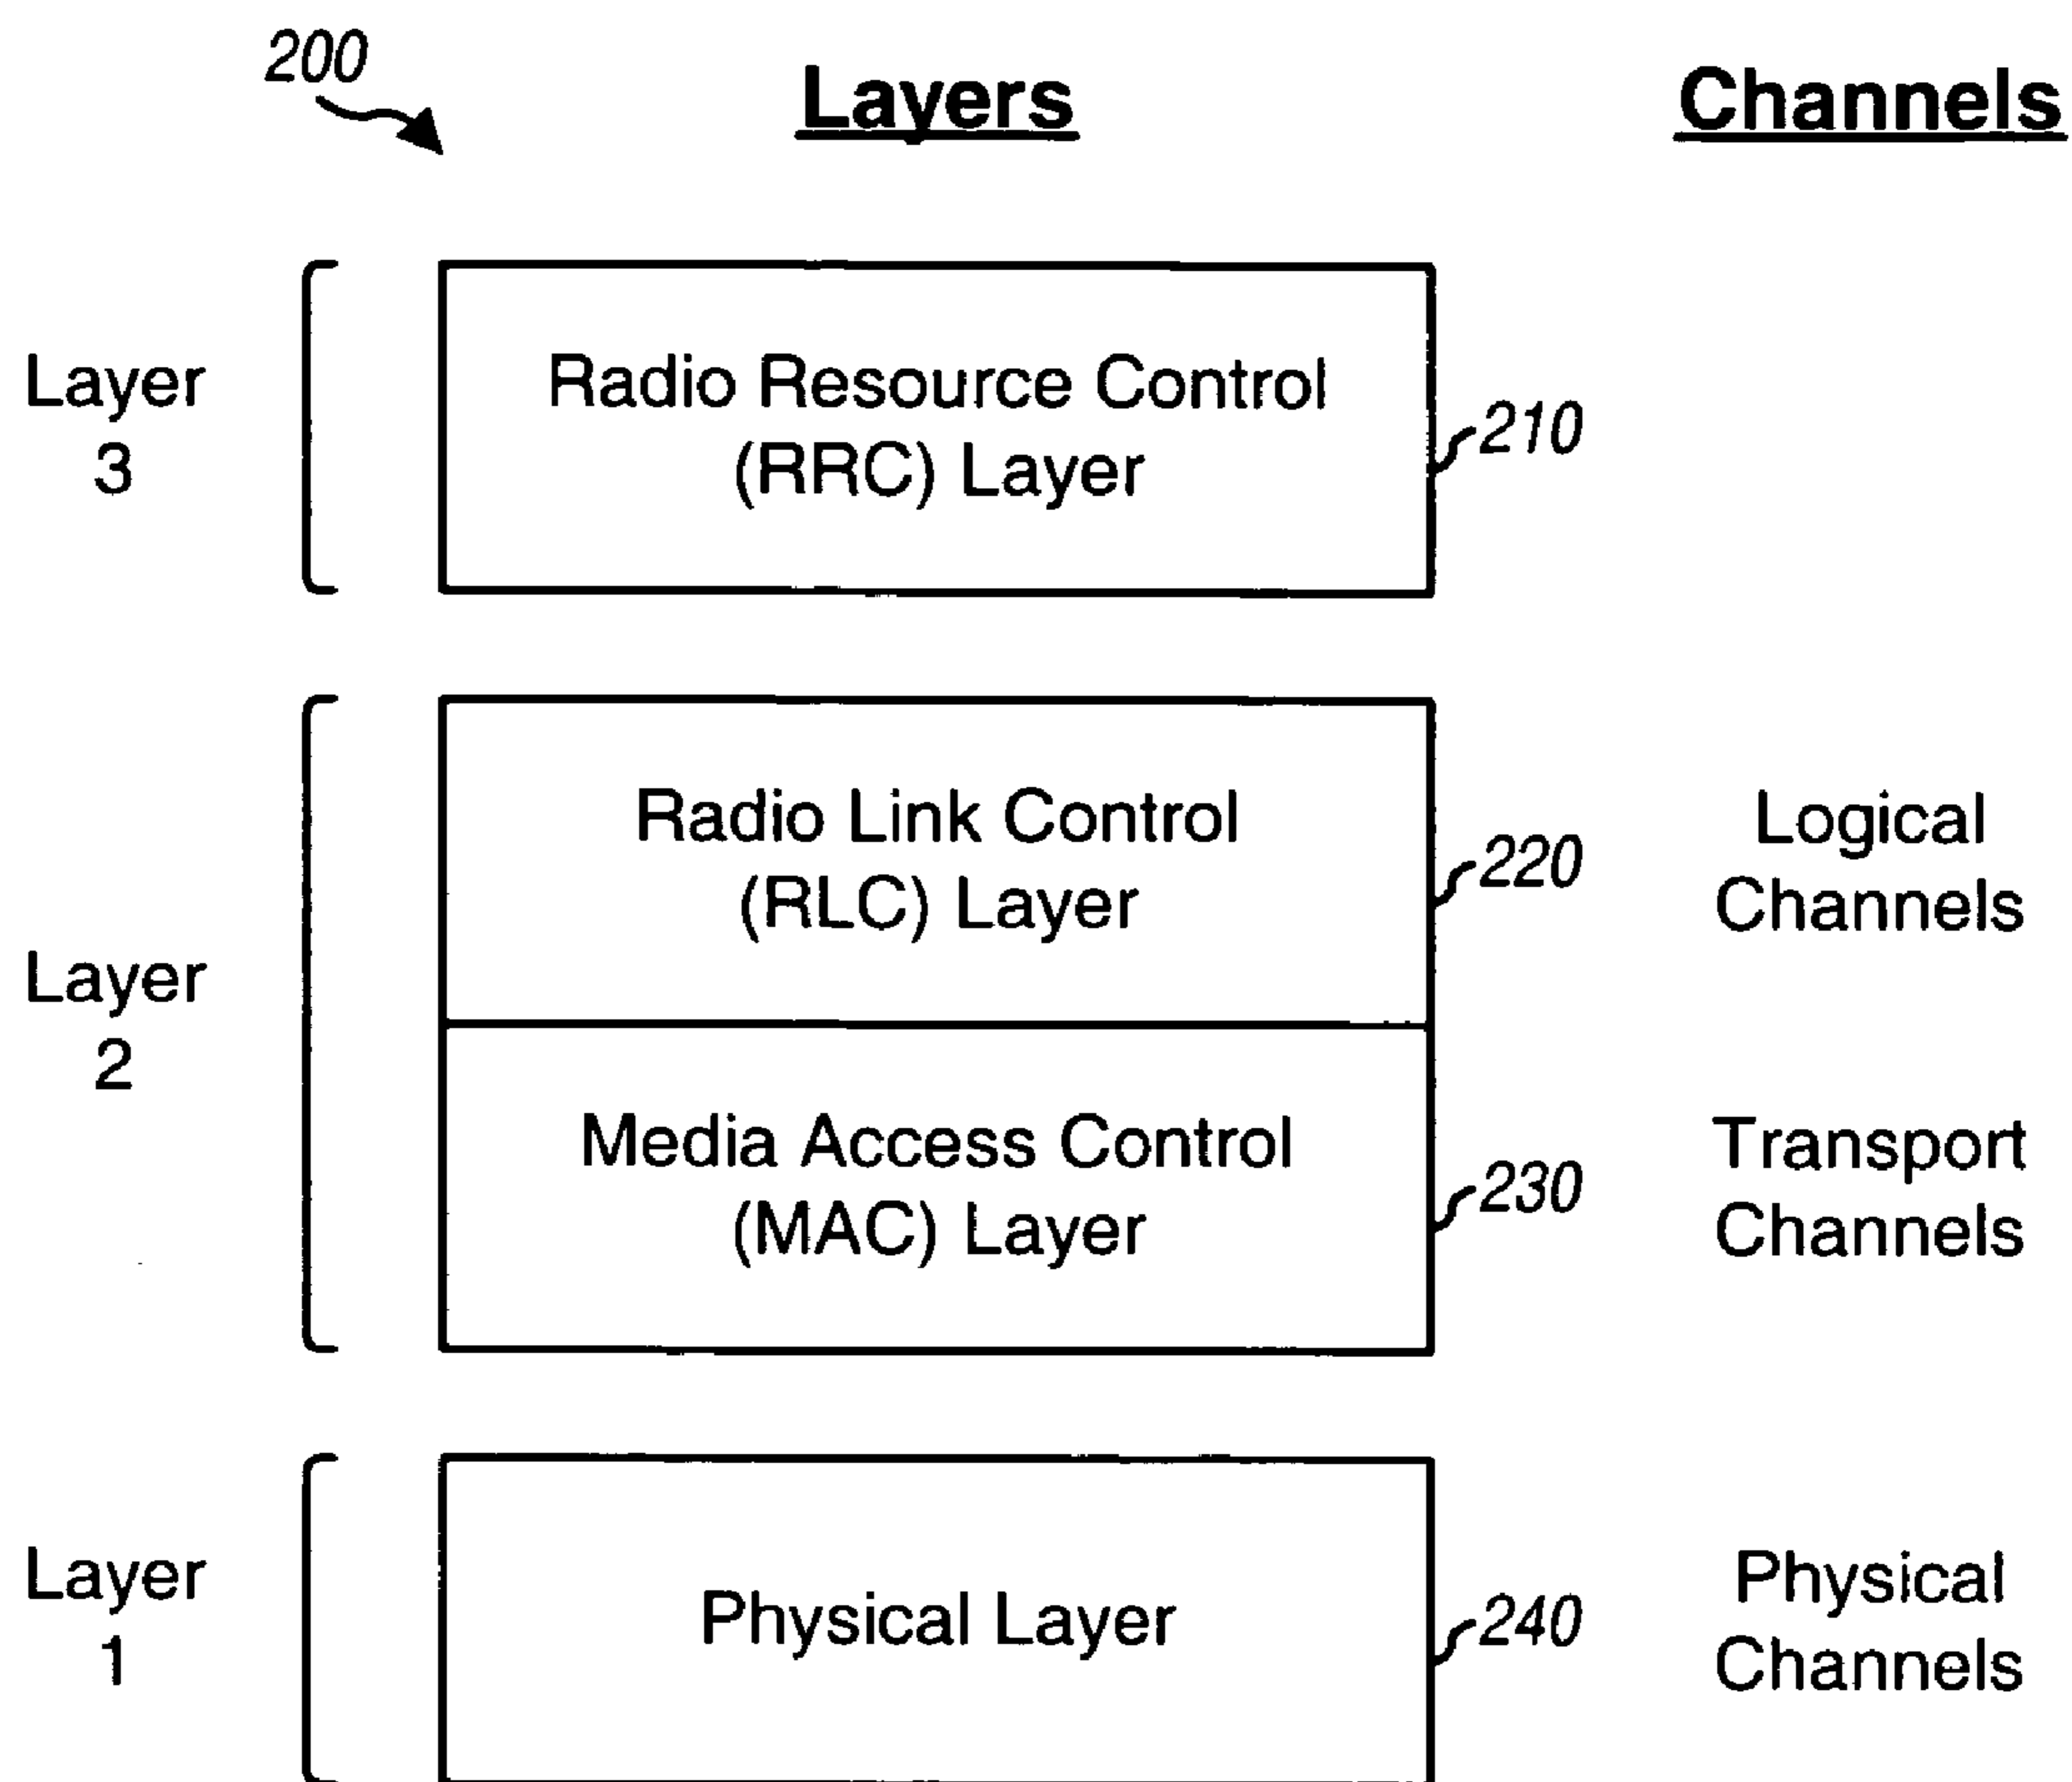 200
Layers
Channels
Layer
3
Radio Resource Control
(RRC) Layer
210
Layer
2
Radio Link Control
(RLC) Layer
220
Logical
Channels
Media Access Control
(MAC) Layer
230
Transport
Channels
Layer
1
Physical Layer
240
Physical
Channels